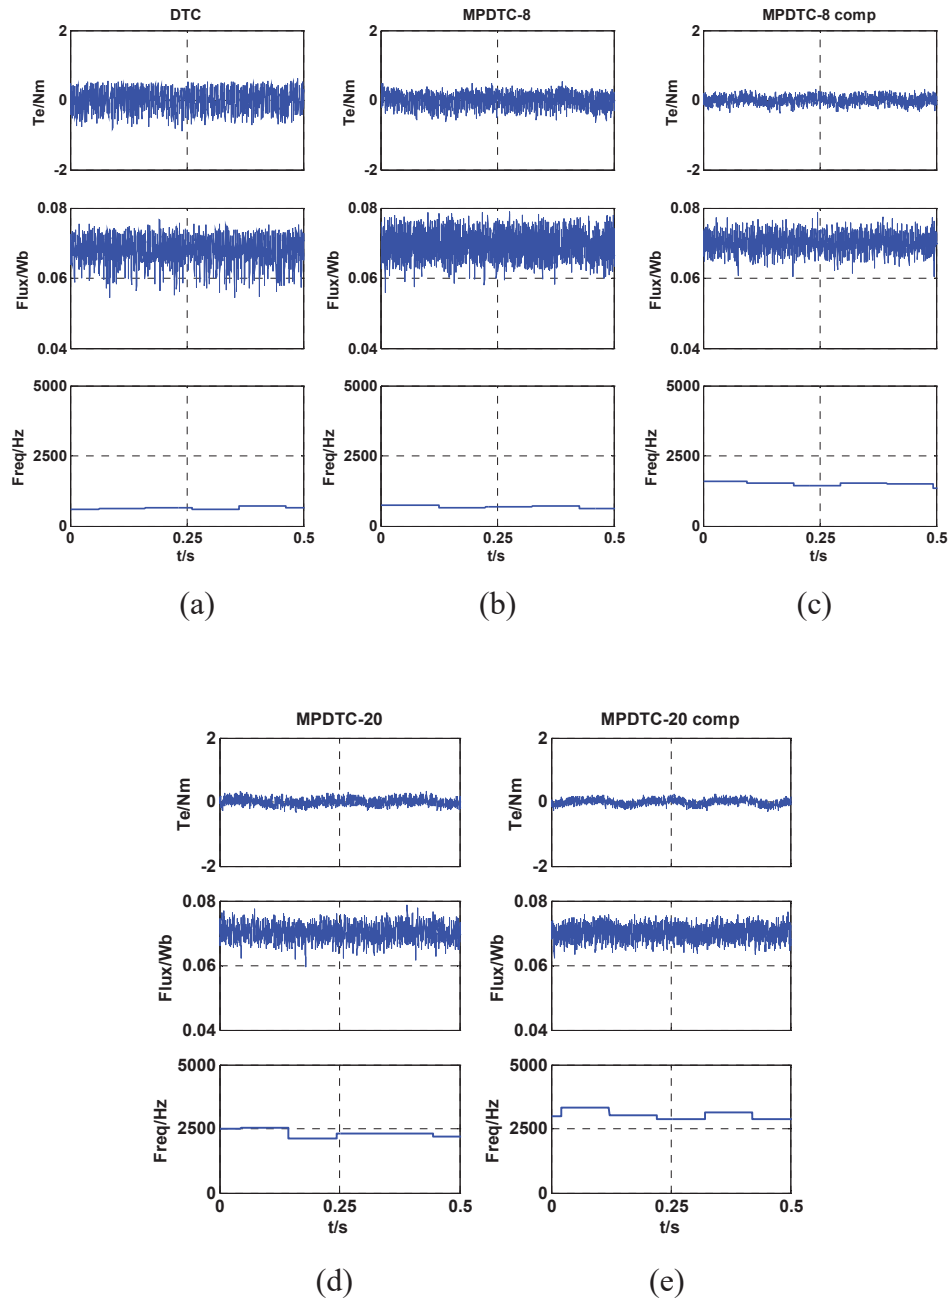 DTC
MPDTC-8
MPDTC-8 comp
2
0
-2
Te/Nm
2
0
-2
Te/Nm
2
0
-2
Te/Nm
0.08
0.06
0.04
Flux/Wb
0.08
0.06
0.04
Flux/Wb
0.08
0.06
0.04
Flux/Wb
5000
2500
0
Freq/Hz
0 0.25 0.5
t/s
5000
2500
0
Freq/Hz
0 0.25 0.5
t/s
5000
2500
0
Freq/Hz
0 0.25 0.5
t/s
(a)
(b)
(c)
MPDTC-20
MPDTC-20 comp
2
0
-2
Te/Nm
2
0
-2
Te/Nm
0.08
0.06
0.04
Flux/Wb
0.08
0.06
0.04
Flux/Wb
5000
2500
0
Freq/Hz
0 0.25 0.5
t/s
5000
2500
0
Freq/Hz
0 0.25 0.5
t/s
(d)
(e)